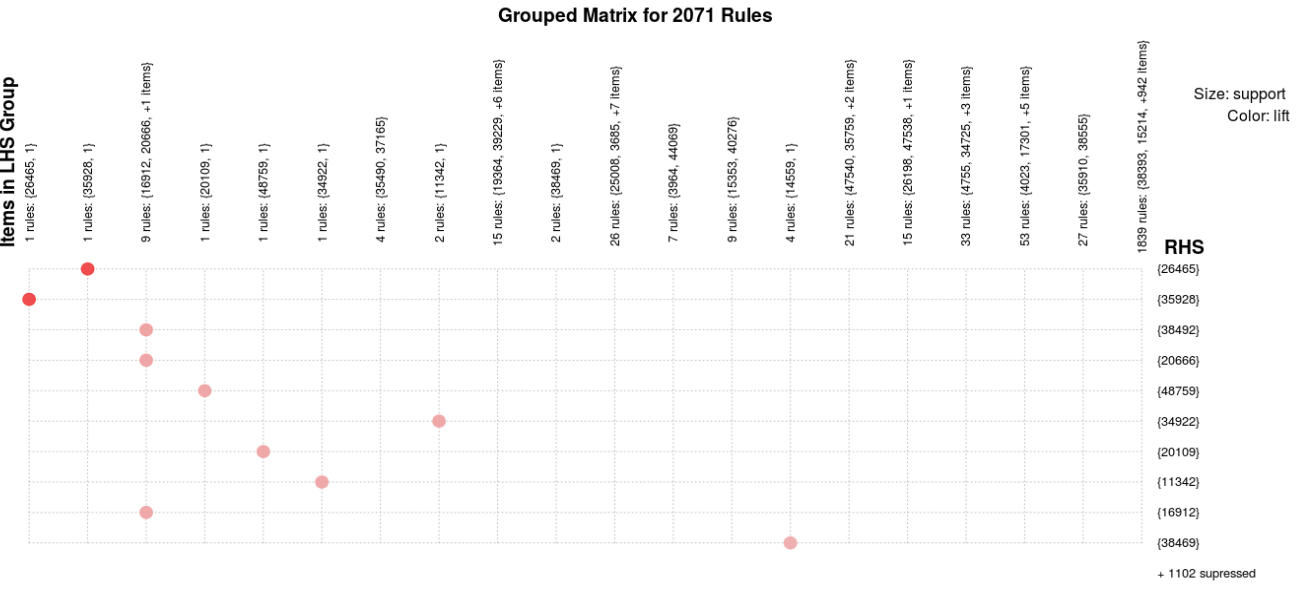 Grouped Matrix for 2071 Rules
Size: support
Color: lift
Items in LHS Group
1 rules: {26465, 1}
1 rules: {35928, 1}
9 rules: {16912, 20666, +1 items}
1 rules: {20109, 1}
1 rules: {48759, 1}
1 rules: {34922, 1}
4 rules: {35490, 37165}
2 rules: {11342, 1}
15 rules: {19364, 39229, +6 items}
2 rules: {38469, 1}
26 rules: {25008, 3685, +7 items}
7 rules: {3964, 44069}
9 rules: {15353, 40276}
4 rules: {14559, 1}
21 rules: {47540, 35759, +2 items}
15 rules: {26198, 47538, +1 items}
33 rules: {4755, 34725, +3 items}
53 rules: {4023, 17301, +5 items}
27 rules: {35910, 38555}
1839 rules: {38393, 15214, +942 items}
RHS
{26465}
{35928}
{38492}
{20666}
{48759}
{34922}
{20109}
{11342}
{16912}
{38469}
+ 1102 supressed